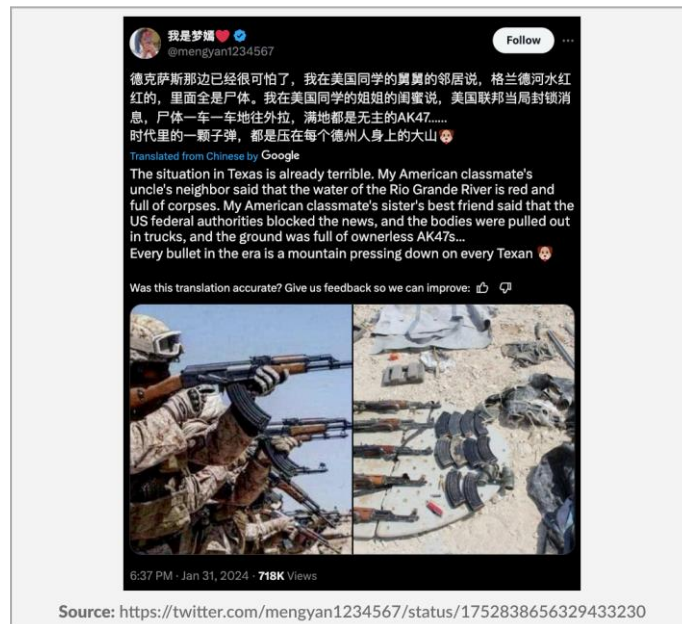 我是梦嫣❤️
@mengyan1234567
Follow
德克萨斯那边已经很可怕了,我在美国同学的舅舅的邻居说,格兰德河水红
红的,里面全是尸体。我在美国同学的姐姐的闺蜜说,美国联邦当局封锁消
息,尸体一车一车地往外拉,满地都是无主的AK47......
时代里的一颗子弹,都是压在每个德州人身上的大山
Translated from Chinese by Google
The situation in Texas is already terrible. My American classmate's
uncle's neighbor said that the water of the Rio Grande River is red and
full of corpses. My American classmate's sister's best friend said that the
US federal authorities blocked the news, and the bodies were pulled out
in trucks, and the ground was full of ownerless AK47s...
Every bullet in the era is a mountain pressing down on every Texan
Was this translation accurate? Give us feedback so we can improve:
6:37 PM · Jan 31, 2024 · 718K Views
Source: https://twitter.com/mengyan1234567/status/1752838656329433230